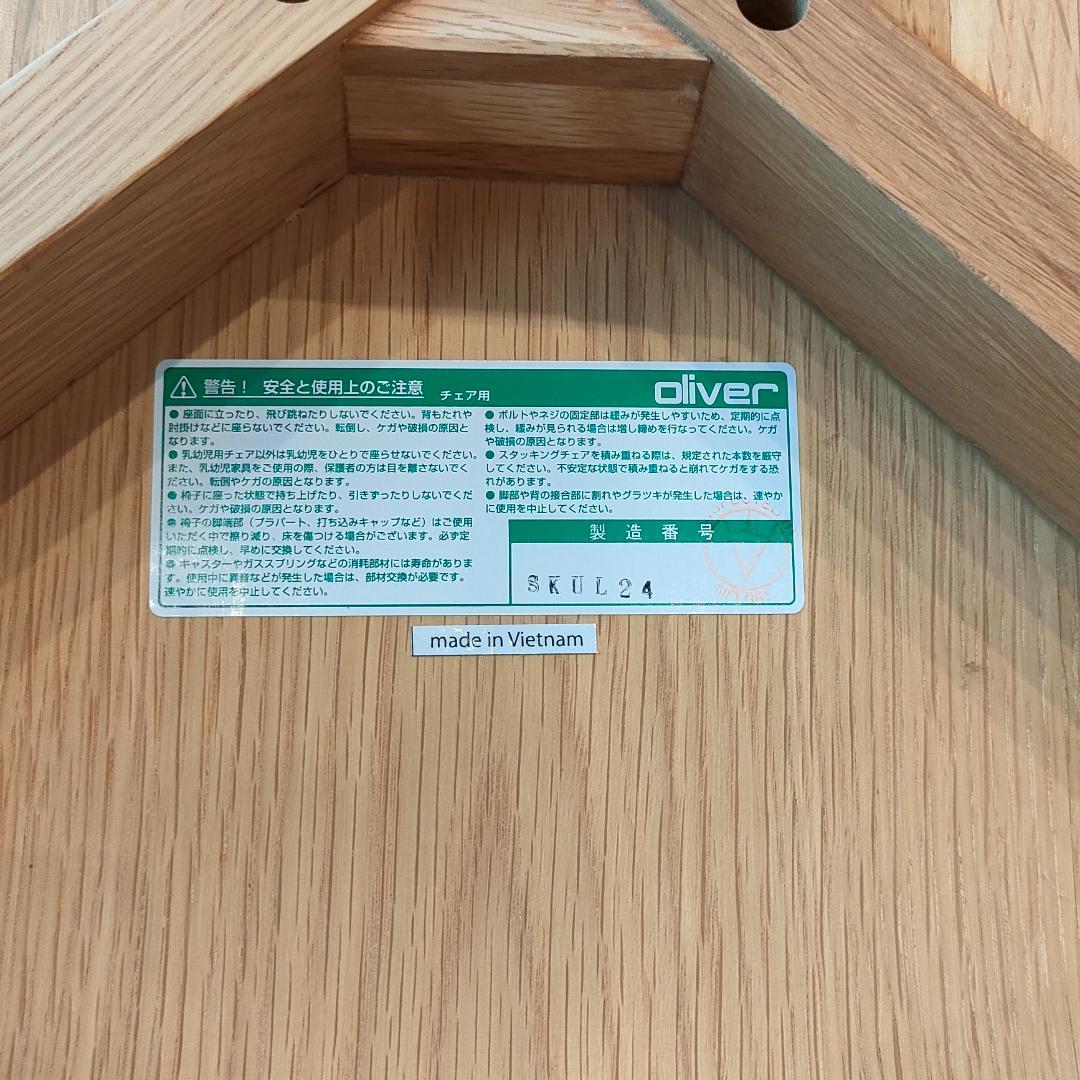 警告! 安全と使用上のご注意 チェア用
oliver
● 座面に立ったり、飛び跳ねたりしないでください。背もたれや
肘掛けなどに座らないでください。転倒し、ケガや破損の原因と
なります。
● 乳幼児用チェア以外は乳幼児をひとりで座らせないでください。
また、乳幼児家具をご使用の際、保護者の方は目を離さないでく
ださい。転倒やケガの原因となります。
● 椅子に座った状態で持ち上げたり、引きずったりしないでくだ
さい。ケガや破損の原因となります。
● 椅子の脚端部(プラパート、打ち込みキャップなど)はご使用
いただく中で擦り減り、床を傷つける場合がございます。必ず定
期的に点検し、早めに交換してください。
● キャスターやガススプリングなどの消耗部材には寿命がありま
す。使用中に異音などが発生した場合は、部材交換が必要です。
速やかに使用を中止してください。
● ボルトやネジの固定部は緩みが発生しやすいため、定期的に点
検し、緩みが見られる場合は増し締めを行なってください。ケガ
や破損の原因となります。
● スタッキングチェアを積み重ねる際は、規定された本数を厳守
してください。不安定な状態で積み重ねると崩れてケガをする恐
れがあります。
● 脚部や背の接合部に割れやグラツキが発生した場合は、速やか
に使用を中止してください。
製造番号
SKUL24
made in Vietnam